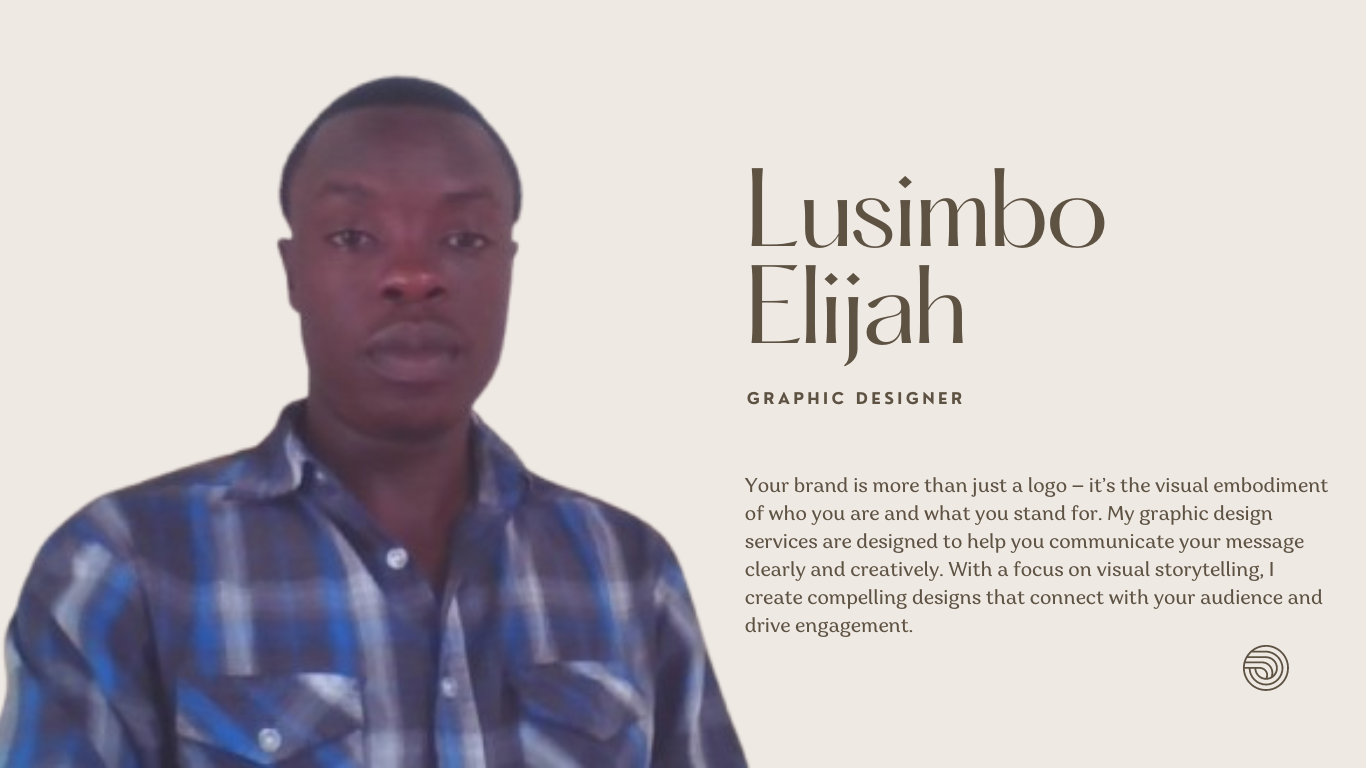 Lusimbo
Elijah
GRAPHIC DESIGNER
Your brand is more than just a logo – it's the visual embodiment
of who you are and what you stand for. My graphic design
services are designed to help you communicate your message
clearly and creatively. With a focus on visual storytelling, I
create compelling designs that connect with your audience and
drive engagement.